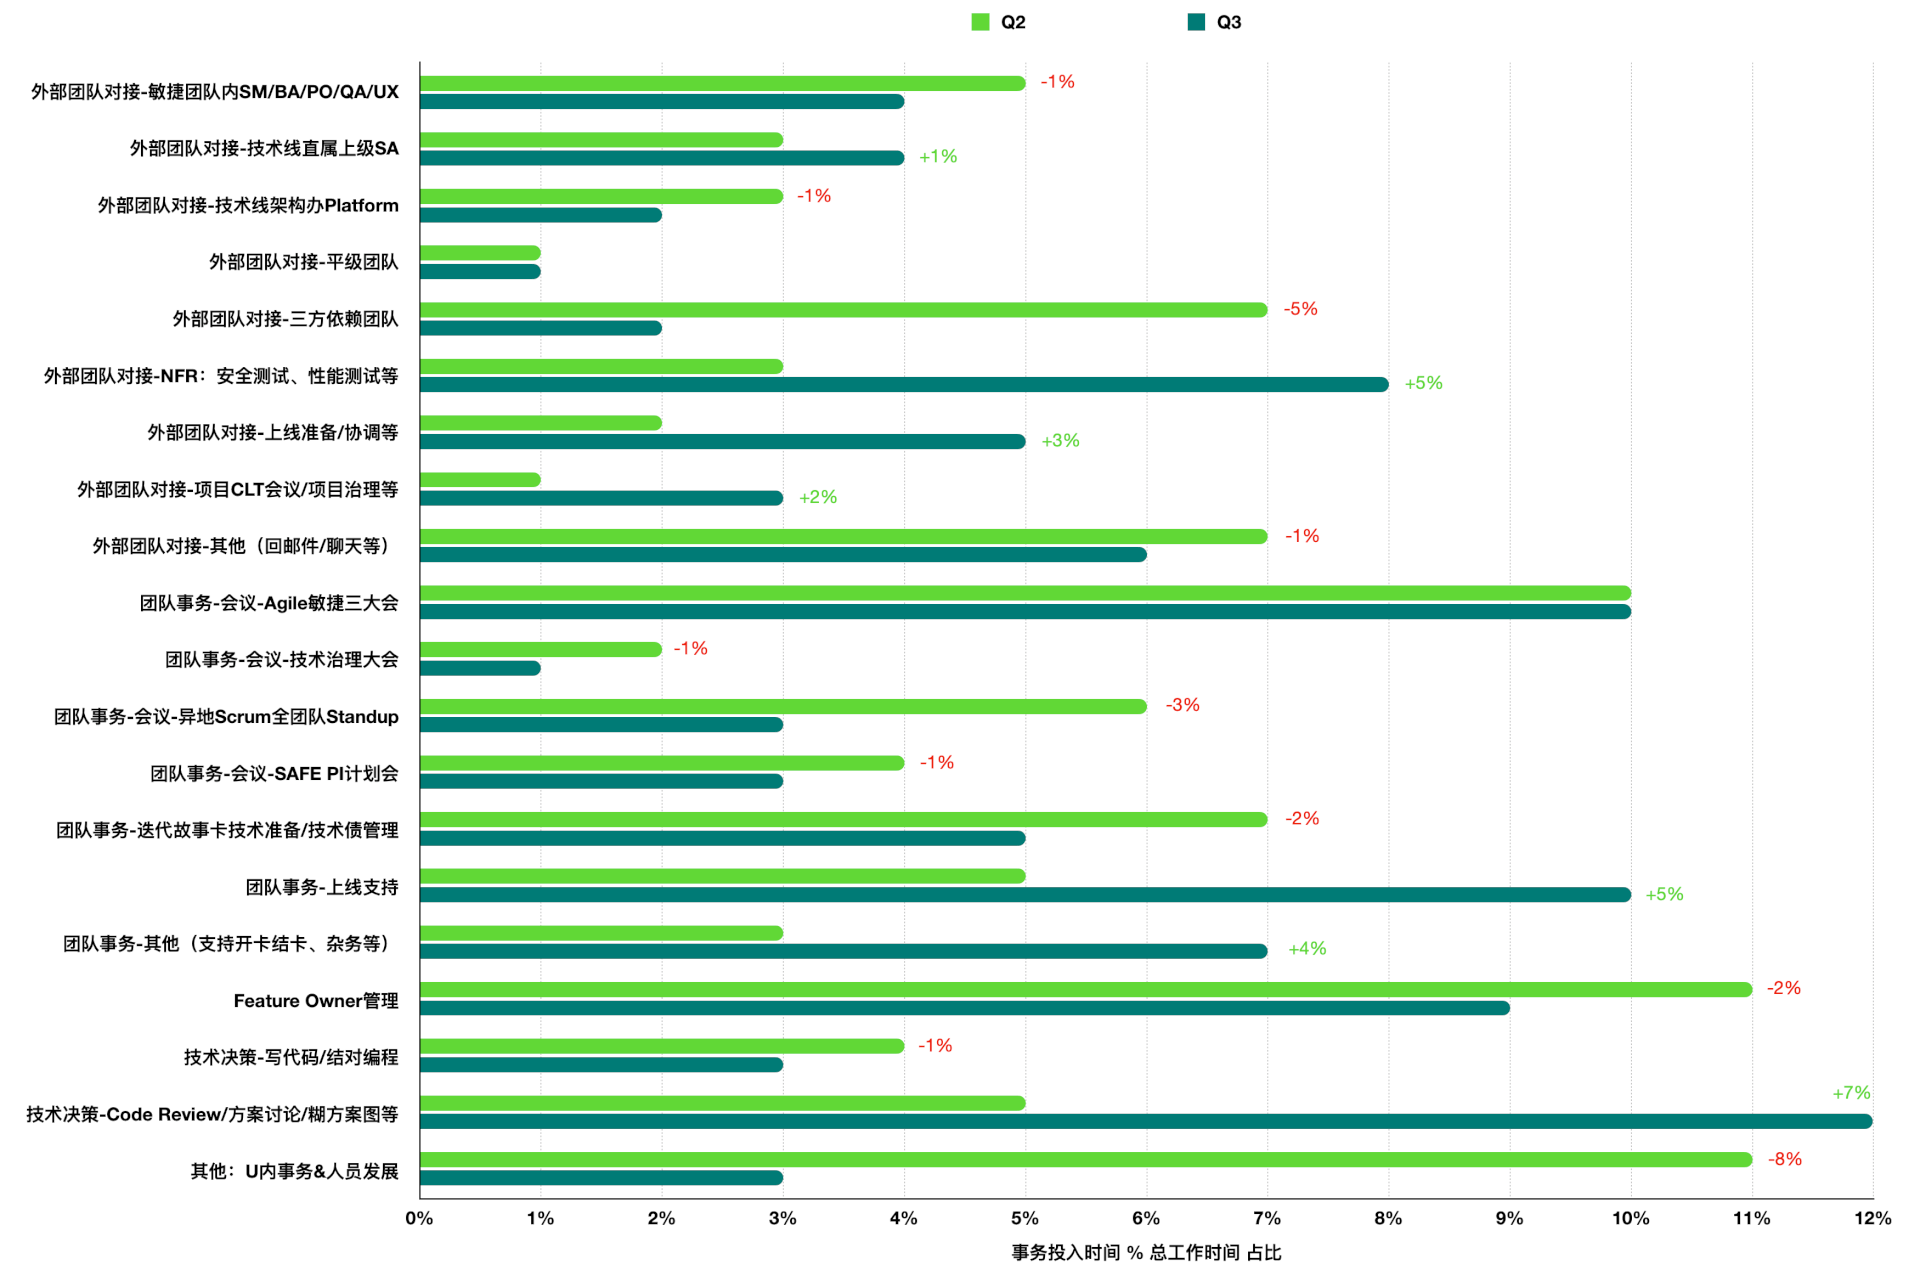 Q2
Q3
外部团队对接-敏捷团队内SM/BA/PO/QA/UX
-1%
外部团队对接-技术线直属上级SA
+1%
外部团队对接-技术线架构办Platform
-1%
外部团队对接-平级团队
外部团队对接-三方依赖团队
-5%
外部团队对接-NFR：安全测试、性能测试等
+5%
外部团队对接-上线准备/协调等
+3%
外部团队对接-项目CLT会议/项目治理等
+2%
外部团队对接-其他（回邮件/聊天等）
-1%
团队事务-会议-Agile敏捷三大会
团队事务-会议-技术治理大会
-1%
团队事务-会议-异地Scrum全团队Standup
-3%
团队事务-会议-SAFE PI计划会
-1%
团队事务-迭代故事卡技术准备/技术债管理
-2%
团队事务-上线支持
+5%
团队事务-其他（支持开卡结卡、杂务等）
+4%
Feature Owner管理
-2%
技术决策-写代码/结对编程
-1%
技术决策-Code Review/方案讨论/糊方案图等
+7%
其他：U内事务&人员发展
-8%
0% 1% 2% 3% 4% 5% 6% 7% 8% 9% 10% 11% 12%
事务投入时间 % 总工作时间 占比